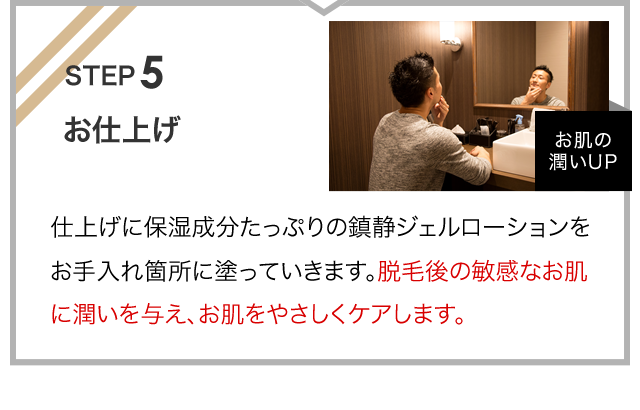 STEP 5
お仕上げ
お肌の
潤いUP
仕上げに保湿成分たっぷりの鎮静ジェルローションを
お手入れ箇所に塗っていきます。脱毛後の敏感なお肌
に潤いを与え、お肌をやさしくケアします。